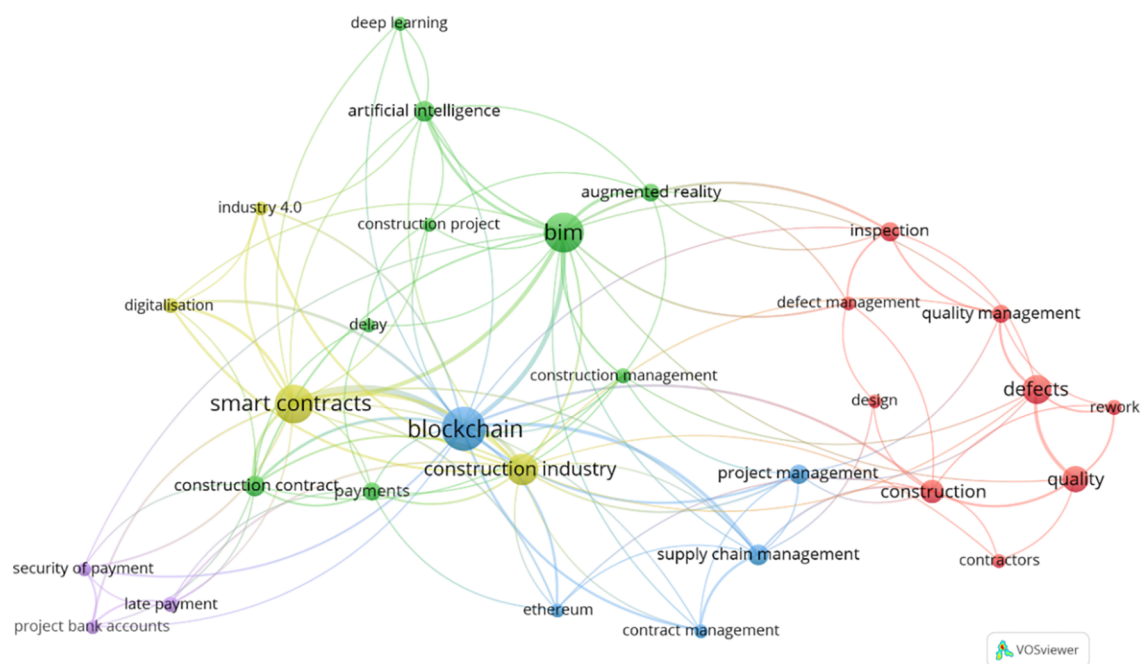 deep learning
artificial intelligence
augmented reality
industry 4.0
construction project
bim
inspection
digitalisation
delay
defect management
quality management
construction management
smart contracts
design
defects
rework
blockchain
construction industry
project management
quality
construction contract
payments
construction
supply chain management
contractors
security of payment
late payment
ethereum
project bank accounts
contract management
VOSviewer